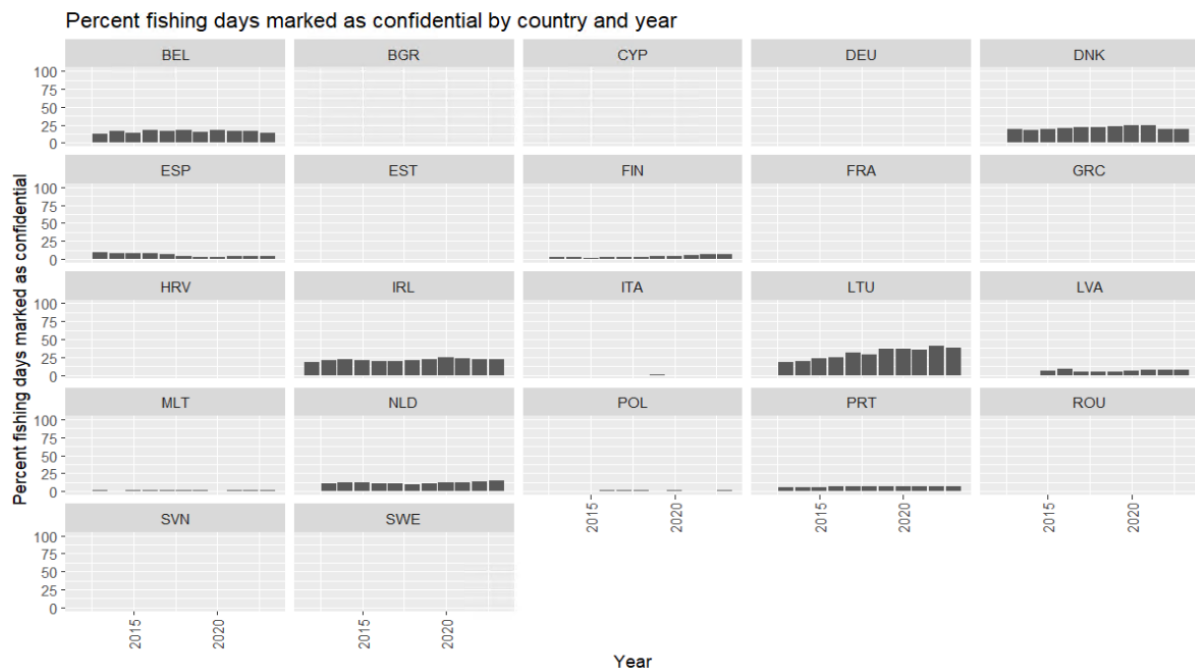 Percent fishing days marked as confidential by country and year
BEL BGR CYP DEU DNK
100
75
50
25
0
ESP EST FIN FRA GRC
100
75
50
25
0
HRV IRL ITA LTU LVA
100
75
50
25
0
MLT NLD POL PRT ROU
100
75
50
25
0
2015 2020 2015 2020 2015 2020
SVN SWE
100
75
50
25
0
2015 2020 2015 2020
Percent fishing days marked as confidential
Year